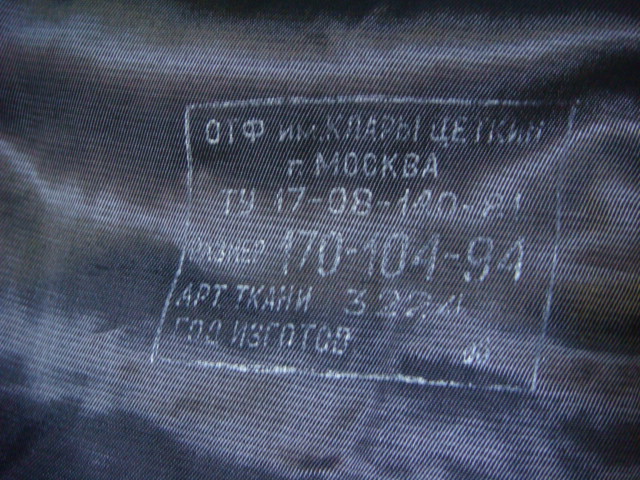 ОТФ им. КЛАРЫ ЦЕТКИН
г. МОСКВА
ТУ 17-08-140-81
РАЗМЕР 170-104-94
АРТ ТКАНИ
ГОД ИЗГОТОВ.